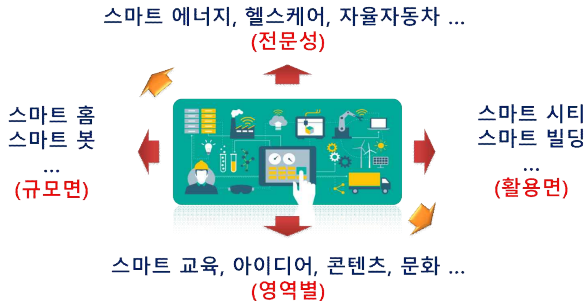 스마트 에너지, 헬스케어, 자율자동차 ...
(전문성)
스마트 홈
스마트 봇
...
(규모면)
스마트 시티
스마트 빌딩
...
(활용면)
스마트 교육, 아이디어, 콘텐츠, 문화 ...
(영역별)